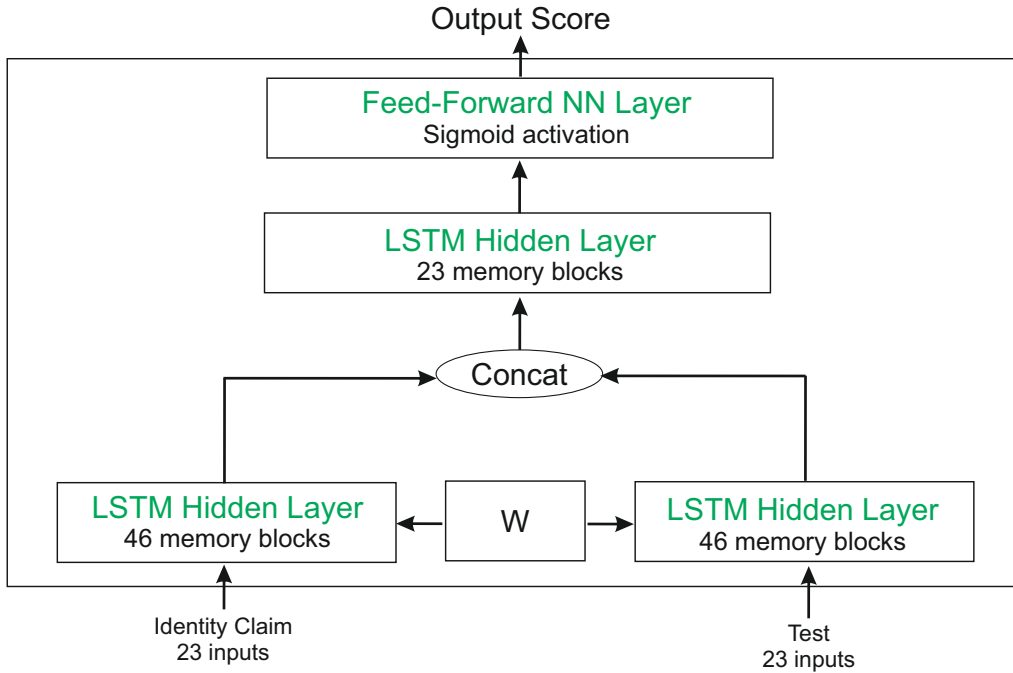 Output Score
Feed-Forward NN Layer
Sigmoid activation
LSTM Hidden Layer
23 memory blocks
Concat
LSTM Hidden Layer
46 memory blocks
W
LSTM Hidden Layer
46 memory blocks
Identity Claim
23 inputs
Test
23 inputs